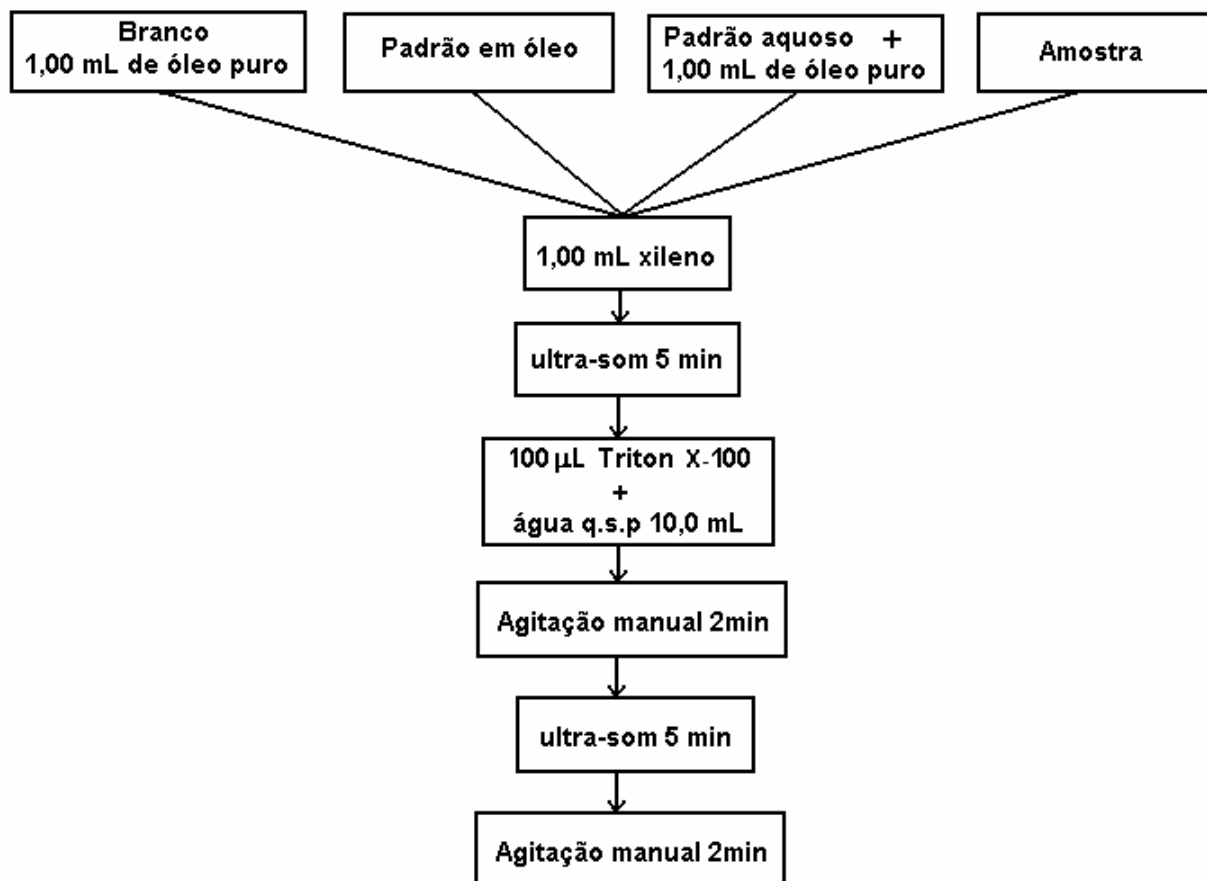 Branco
1,00 mL de óleo puro
Padrão em óleo
Padrão aquoso +
1,00 mL de óleo puro
Amostra
1,00 mL xileno
ultra-som 5 min
100 µL Triton X-100
+
água q.s.p 10,0 mL
Agitação manual 2min
ultra-som 5 min
Agitação manual 2min